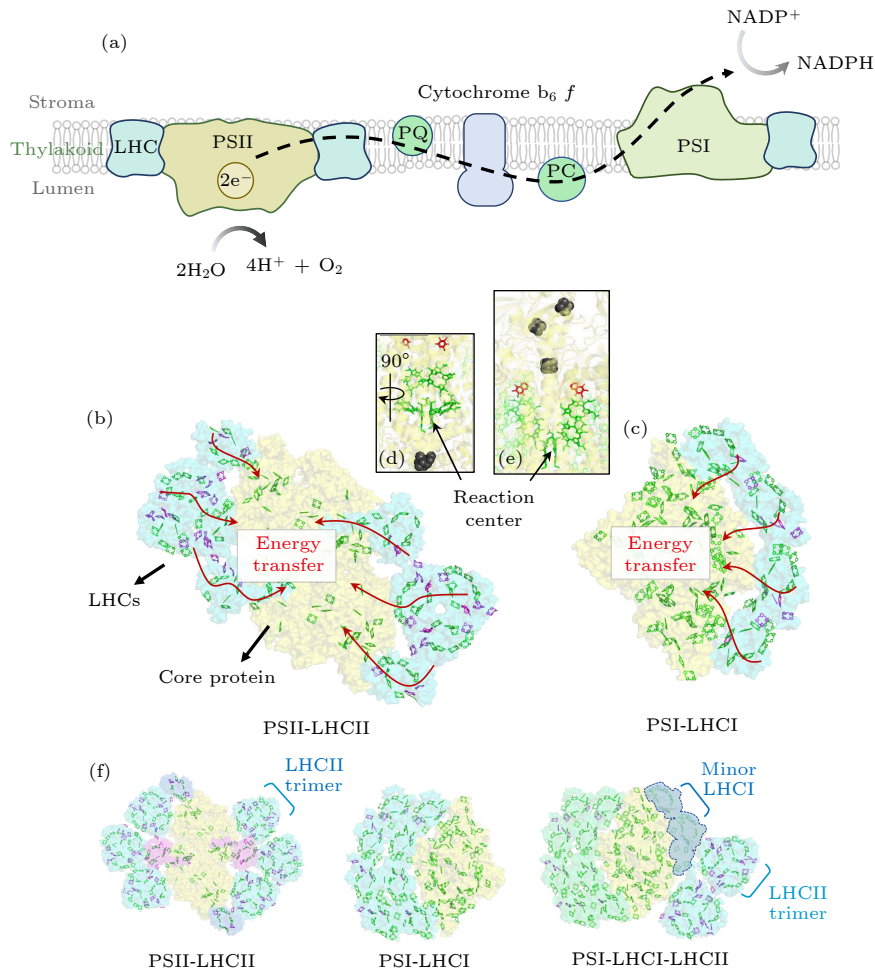 (a)
NADP+
NADPH
Cytochrome b6 f
Stroma
Thylakoid
Lumen
LHC
PSII
2e−
PQ
PC
PSI
2H2O
4H+ + O2
(b)
90°
(d)
(e)
(c)
Reaction
center
Energy
transfer
Energy
transfer
LHCs
Core protein
PSII-LHCII
PSI-LHCI
(f)
LHCII
trimer
Minor
LHCI
LHCII
trimer
PSII-LHCII
PSI-LHCI
PSI-LHCI-LHCII